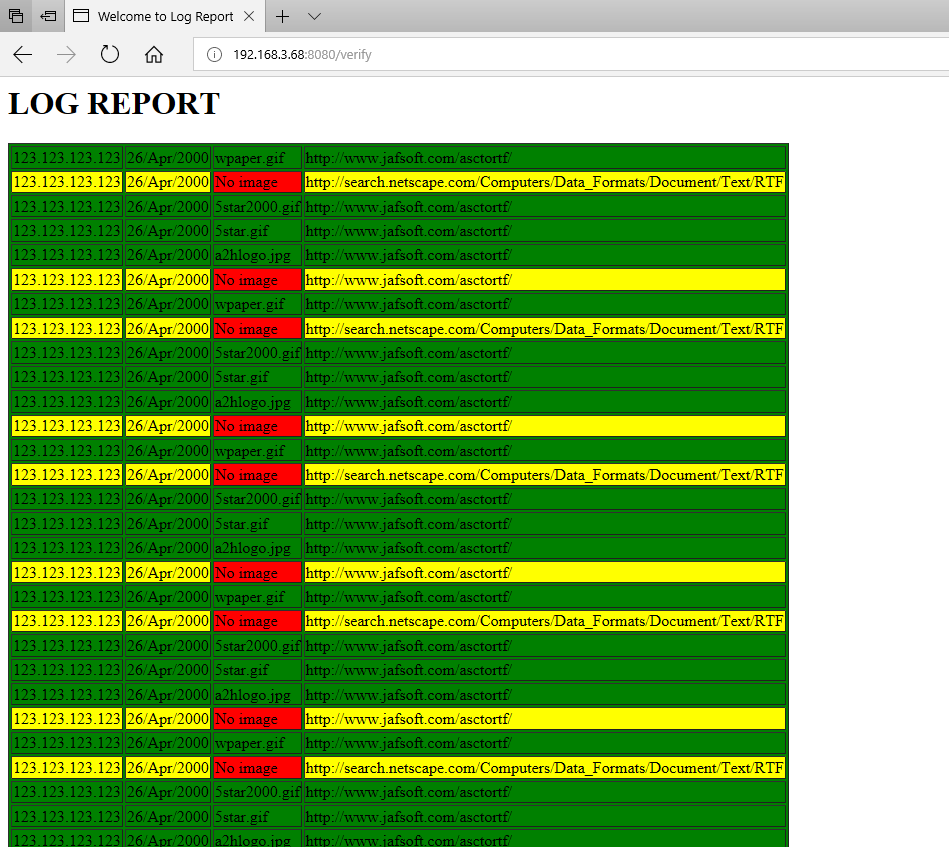 Welcome to Log Report
192.168.3.68:8080/verify
LOG REPORT
123.123.123.123 26/Apr/2000 wpaper.gif http://www.jafsoft.com/asctortf/
123.123.123.123 26/Apr/2000 No image http://search.netscape.com/Computers/Data_Formats/Document/Text/RTF
123.123.123.123 26/Apr/2000 5star2000.gif http://www.jafsoft.com/asctortf/
123.123.123.123 26/Apr/2000 5star.gif http://www.jafsoft.com/asctortf/
123.123.123.123 26/Apr/2000 a2hlogo.jpg http://www.jafsoft.com/asctortf/
123.123.123.123 26/Apr/2000 No image http://www.jafsoft.com/asctortf/
123.123.123.123 26/Apr/2000 wpaper.gif http://www.jafsoft.com/asctortf/
123.123.123.123 26/Apr/2000 No image http://search.netscape.com/Computers/Data_Formats/Document/Text/RTF
123.123.123.123 26/Apr/2000 5star2000.gif http://www.jafsoft.com/asctortf/
123.123.123.123 26/Apr/2000 5star.gif http://www.jafsoft.com/asctortf/
123.123.123.123 26/Apr/2000 a2hlogo.jpg http://www.jafsoft.com/asctortf/
123.123.123.123 26/Apr/2000 No image http://www.jafsoft.com/asctortf/
123.123.123.123 26/Apr/2000 wpaper.gif http://www.jafsoft.com/asctortf/
123.123.123.123 26/Apr/2000 No image http://search.netscape.com/Computers/Data_Formats/Document/Text/RTF
123.123.123.123 26/Apr/2000 5star2000.gif http://www.jafsoft.com/asctortf/
123.123.123.123 26/Apr/2000 5star.gif http://www.jafsoft.com/asctortf/
123.123.123.123 26/Apr/2000 a2hlogo.jpg http://www.jafsoft.com/asctortf/
123.123.123.123 26/Apr/2000 No image http://www.jafsoft.com/asctortf/
123.123.123.123 26/Apr/2000 wpaper.gif http://www.jafsoft.com/asctortf/
123.123.123.123 26/Apr/2000 No image http://search.netscape.com/Computers/Data_Formats/Document/Text/RTF
123.123.123.123 26/Apr/2000 5star2000.gif http://www.jafsoft.com/asctortf/
123.123.123.123 26/Apr/2000 5star.gif http://www.jafsoft.com/asctortf/
123.123.123.123 26/Apr/2000 a2hlogo.jpg http://www.jafsoft.com/asctortf/
123.123.123.123 26/Apr/2000 No image http://www.jafsoft.com/asctortf/
123.123.123.123 26/Apr/2000 wpaper.gif http://www.jafsoft.com/asctortf/
123.123.123.123 26/Apr/2000 No image http://search.netscape.com/Computers/Data_Formats/Document/Text/RTF
123.123.123.123 26/Apr/2000 5star2000.gif http://www.jafsoft.com/asctortf/
123.123.123.123 26/Apr/2000 5star.gif http://www.jafsoft.com/asctortf/
123.123.123.123 26/Apr/2000 a2hlogo.jpg http://www.jafsoft.com/asctortf/